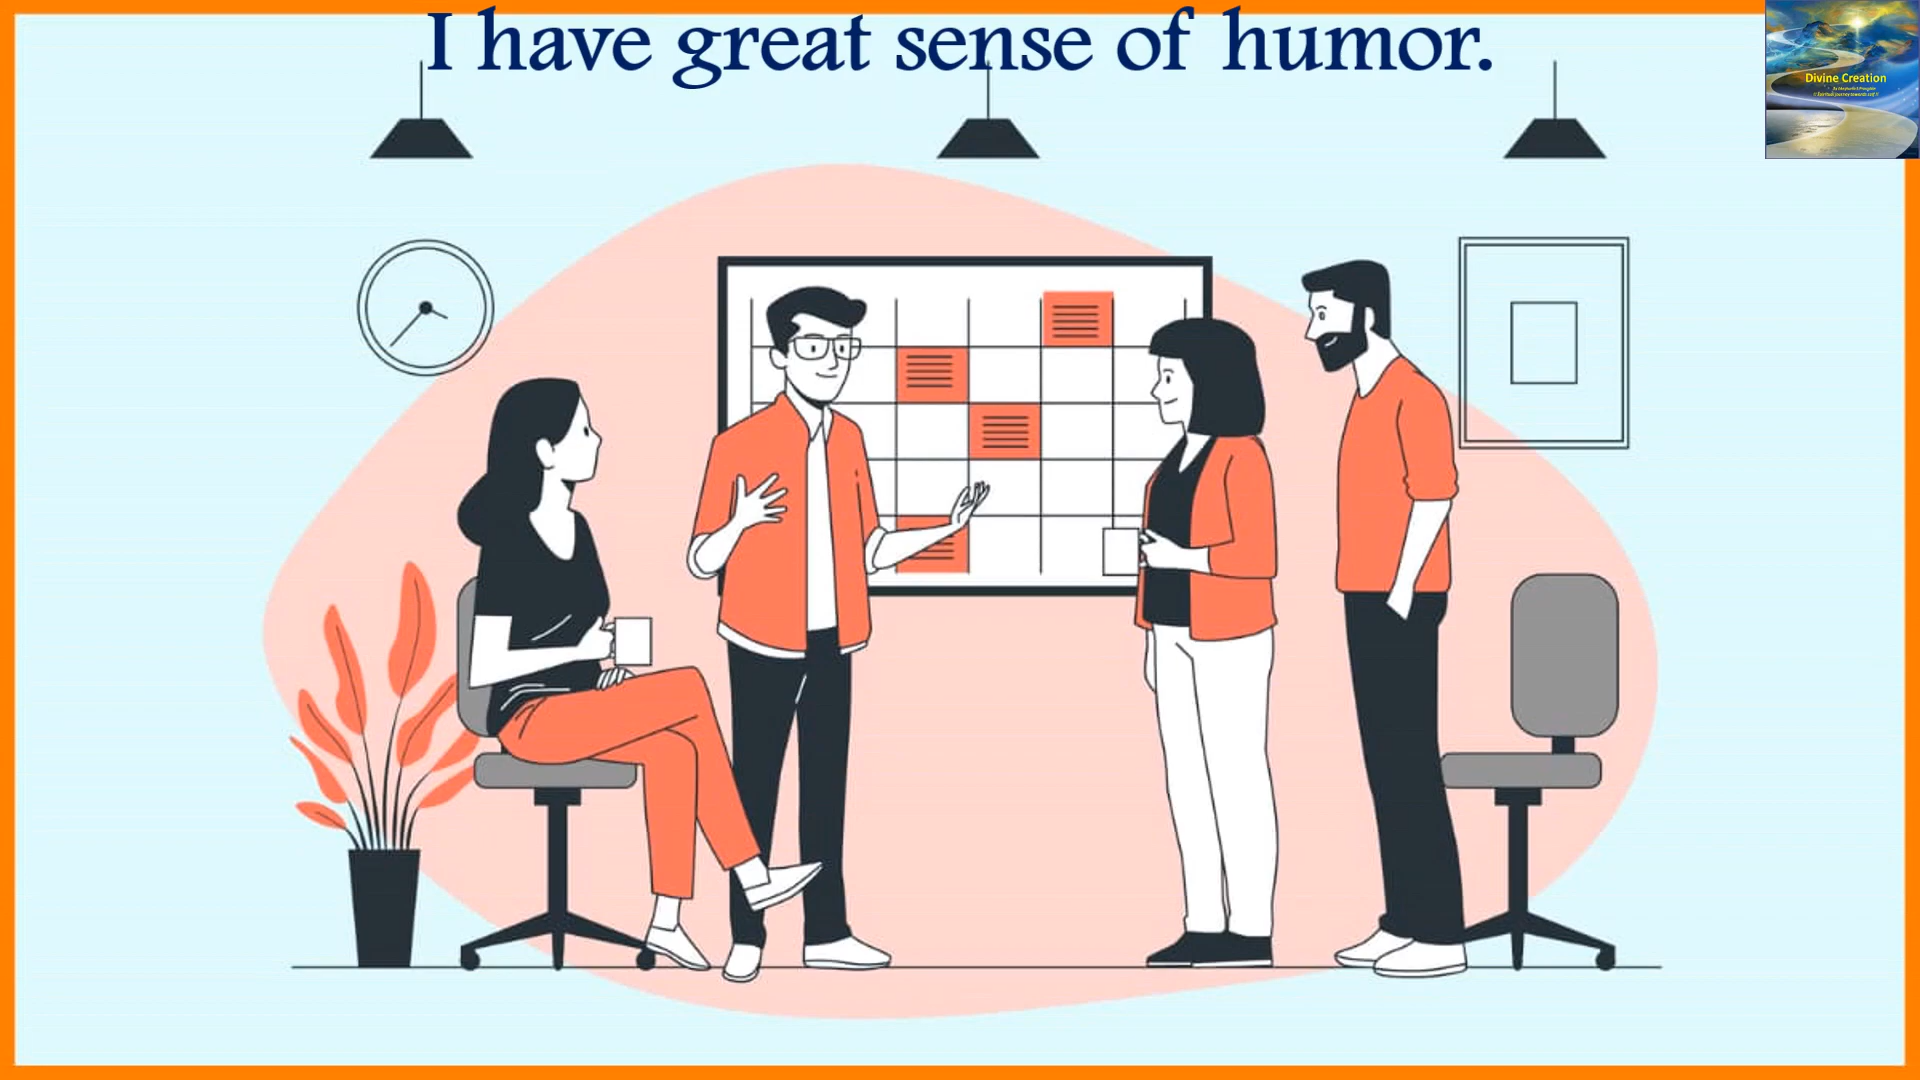 I have great sense of humor.
Divine Creation